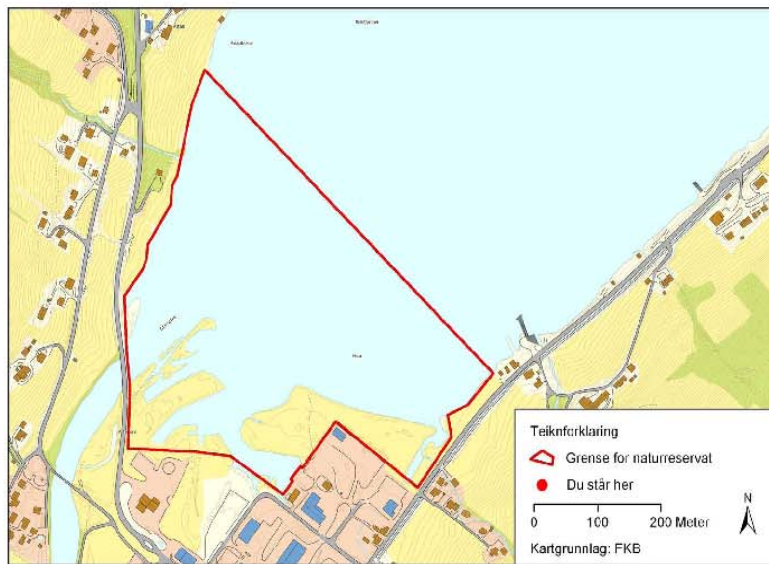 Teiknforklaring
Grense for naturreservat
Du står her
0 100 200 Meter
N
Kartgrunnlag: FKB